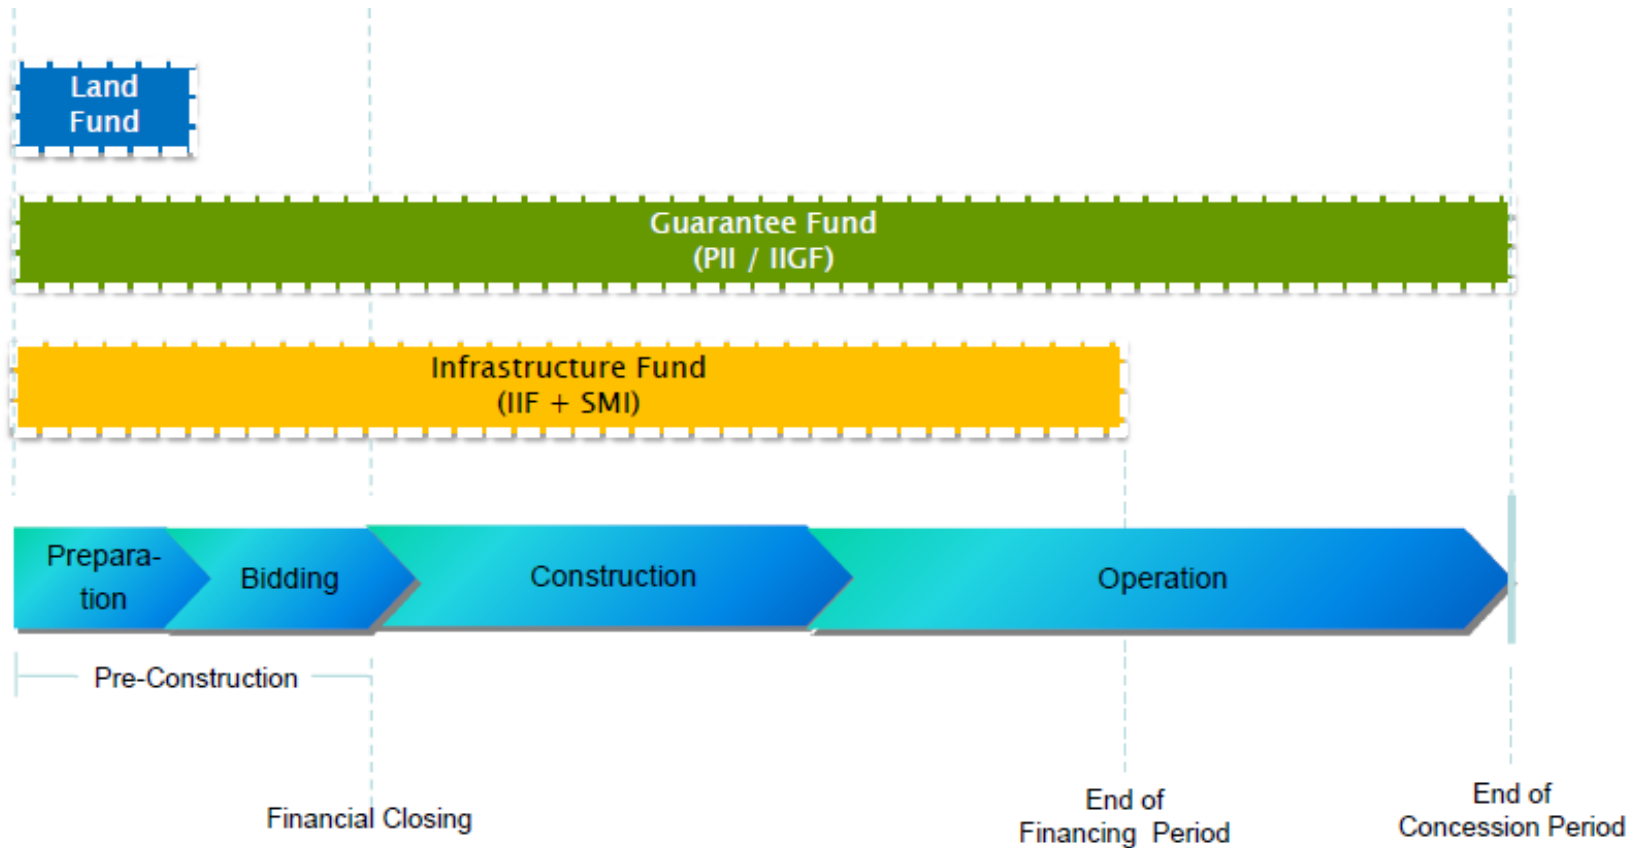 Land
Fund
Guarantee Fund
(PII / IIGF)
Infrastructure Fund
(IIF + SMI)
Prepara-
tion
Bidding
Construction
Operation
Pre-Construction
Financial Closing
End of
Financing Period
End of
Concession Period